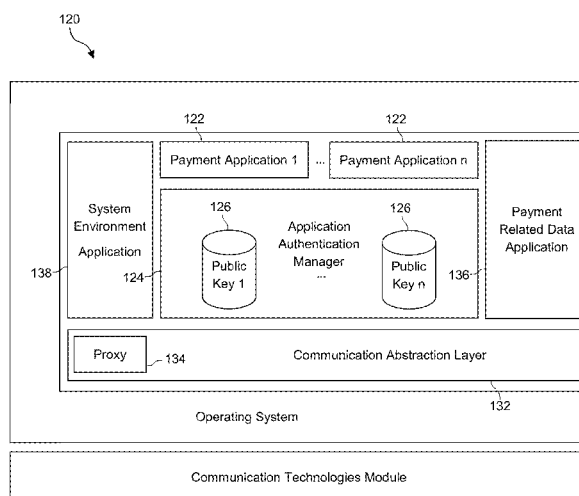 120
122
122
Payment Application 1
...
Payment Application n
System
Environment
Application
126
Application
Authentication
Manager
...
126
Payment
Related Data
Application
Public
Key 1
Public
Key n
138
124
136
Proxy
134
Communication Abstraction Layer
132
Operating System
Communication Technologies Module